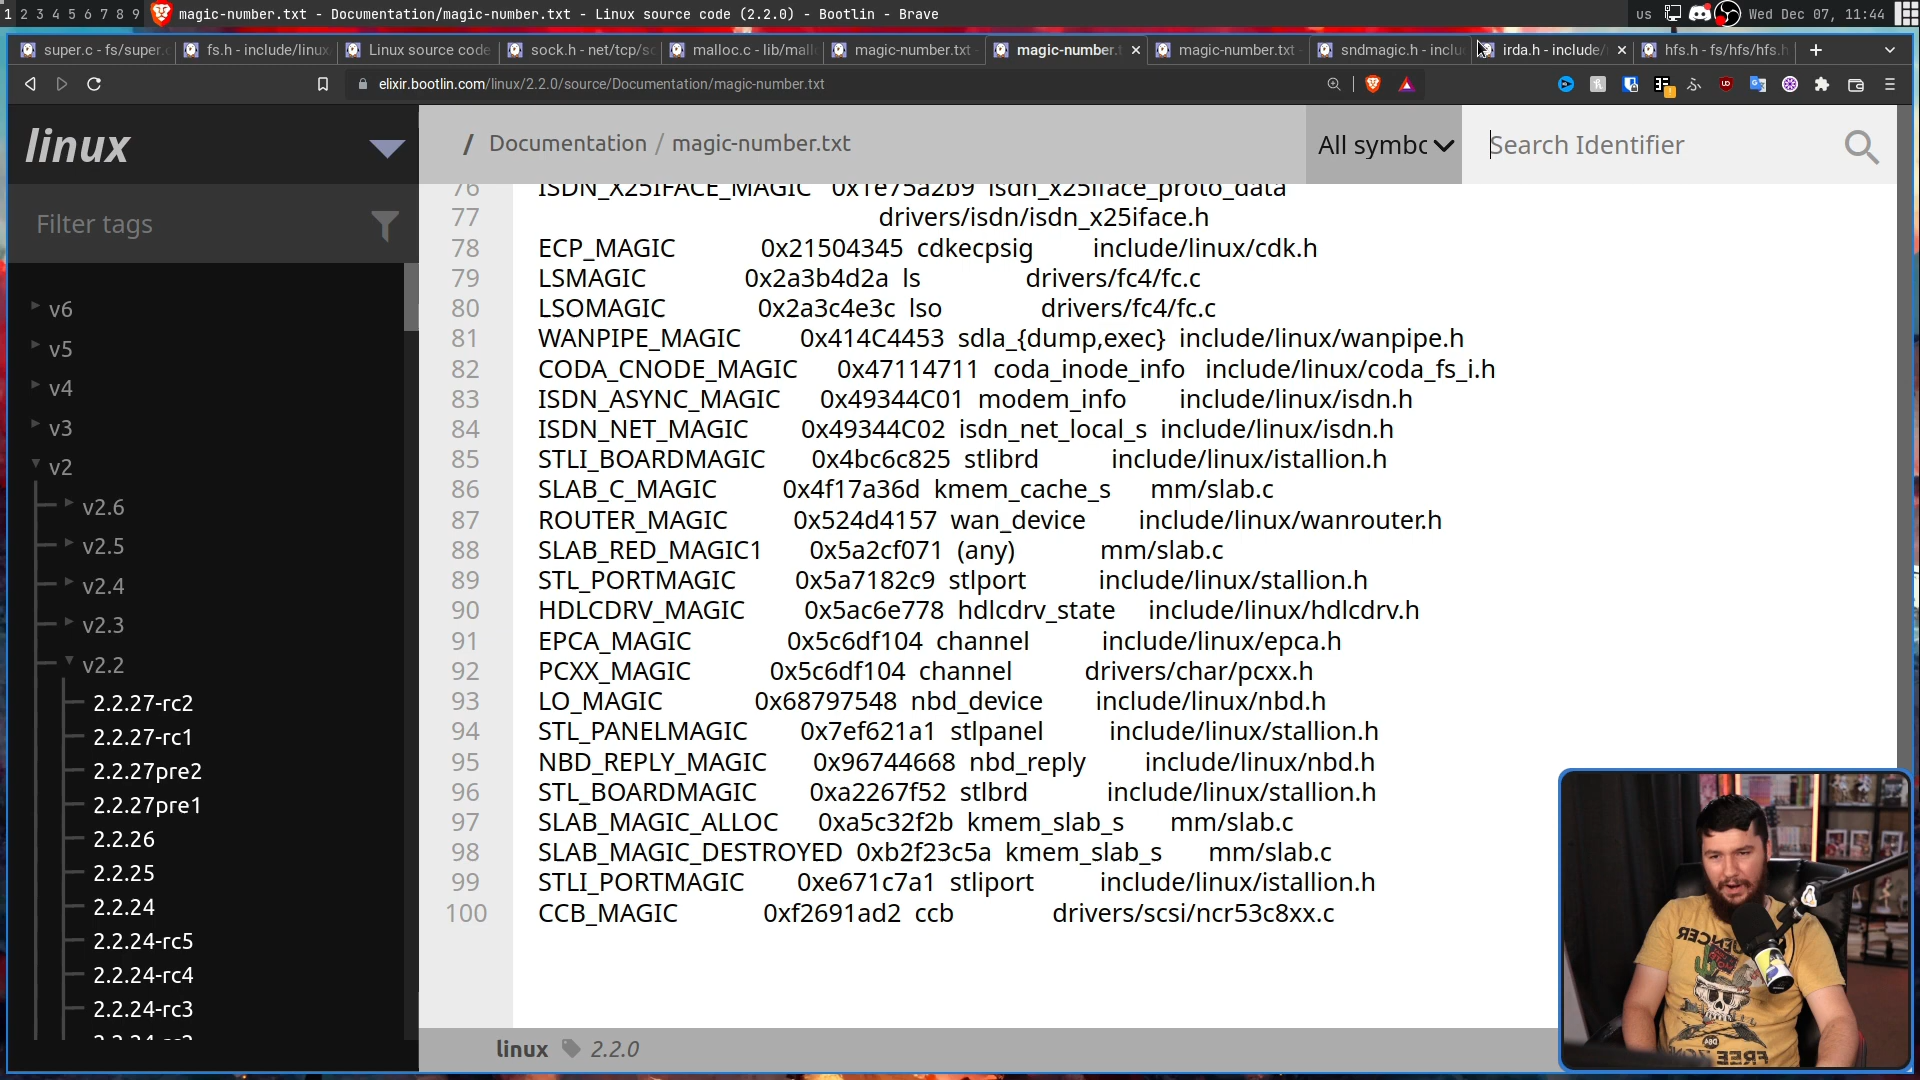 1 2 3 4 5 6 7 8 9 magic-number.txt - Documentation/magic-number.txt - Linux source code (2.2.0) - Bootlin - Brave
us Wed Dec 07, 11:44
super.c - fs/super. fs.h - include/linux Linux source code sock.h - net/tcp/sc malloc.c - lib/mall magic-number.txt - magic-number. magic-number.txt - sndmagic.h - inclu irda.h - include/ hfs.h - fs/hfs/hfs.h
elixir.bootlin.com/linux/2.2.0/source/Documentation/magic-number.txt
linux
/ Documentation / magic-number.txt
All symbc
Search Identifier
Filter tags
v6
v5
v4
v3
v2
v2.6
v2.5
v2.4
v2.3
v2.2
2.2.27-rc2
2.2.27-rc1
2.2.27pre2
2.2.27pre1
2.2.26
2.2.25
2.2.24
2.2.24-rc5
2.2.24-rc4
2.2.24-rc3
2.2.24-rc2
76 ISDN_X25IFACE_MAGIC 0x1e75a2b9 isdn_x25iface_proto_data
77 drivers/isdn/isdn_x25iface.h
78 ECP_MAGIC 0x21504345 cdkecpsig include/linux/cdk.h
79 LSMAGIC 0x2a3b4d2a ls drivers/fc4/fc.c
80 LSOMAGIC 0x2a3c4e3c lso drivers/fc4/fc.c
81 WANPIPE_MAGIC 0x414C4453 sdla_{dump,exec} include/linux/wanpipe.h
82 CODA_CNODE_MAGIC 0x47114711 coda_inode_info include/linux/coda_fs_i.h
83 ISDN_ASYNC_MAGIC 0x49344C01 modem_info include/linux/isdn.h
84 ISDN_NET_MAGIC 0x49344C02 isdn_net_local_s include/linux/isdn.h
85 STLI_BOARDMAGIC 0x4bc6c825 stlibrd include/linux/istallion.h
86 SLAB_C_MAGIC 0x4f17a36d kmem_cache_s mm/slab.c
87 ROUTER_MAGIC 0x524d4157 wan_device include/linux/wanrouter.h
88 SLAB_RED_MAGIC1 0x5a2cf071 (any) mm/slab.c
89 STL_PORTMAGIC 0x5a7182c9 stlport include/linux/stallion.h
90 HDLCDRV_MAGIC 0x5ac6e778 hdlcdrv_state include/linux/hdlcdrv.h
91 EPCA_MAGIC 0x5c6df104 channel include/linux/epca.h
92 PCXX_MAGIC 0x5c6df104 channel drivers/char/pcxx.h
93 LO_MAGIC 0x68797548 nbd_device include/linux/nbd.h
94 STL_PANELMAGIC 0x7ef621a1 stlpanel include/linux/stallion.h
95 NBD_REPLY_MAGIC 0x96744668 nbd_reply include/linux/nbd.h
96 STL_BOARDMAGIC 0xa2267f52 stlbrd include/linux/stallion.h
97 SLAB_MAGIC_ALLOC 0xa5c32f2b kmem_slab_s mm/slab.c
98 SLAB_MAGIC_DESTROYED 0xb2f23c5a kmem_slab_s mm/slab.c
99 STLI_PORTMAGIC 0xe671c7a1 stliport include/linux/istallion.h
100 CCB_MAGIC 0xf2691ad2 ccb drivers/scsi/ncr53c8xx.c
linux 2.2.0